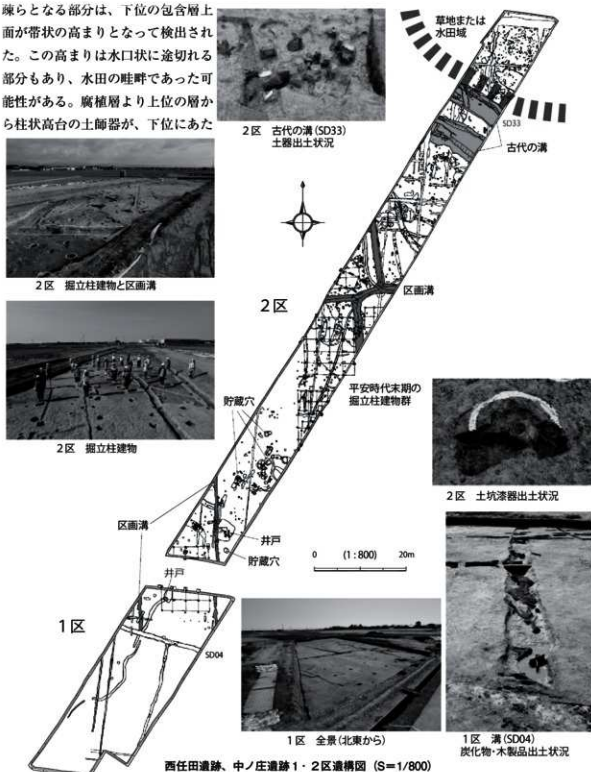 疎らとなる部分は、下位の包含層上
面が帯状の高まりとなって検出され
た。この高まりは水口状に途切れる
部分もあり、水田の畦畔であった可
能性がある。腐植層より上位の層か
ら柱状高台の土師器が、下位にあた
2区 古代の溝(SD33)
土器出土状況
草地または
水田域
SD33
古代の溝
2区 掘立柱建物と区画溝
2区
区画溝
平安時代末期の
掘立柱建物群
2区 掘立柱建物
貯蔵穴
2区 土坑漆器出土状況
区画溝
井戸
貯蔵穴
0 (1:800) 20m
井戸
1区
SD04
1区 全景(北東から)
1区 溝(SD04)
炭化物・木製品出土状況
西任田遺跡、中ノ庄遺跡1・2区遺構図 (S=1/800)